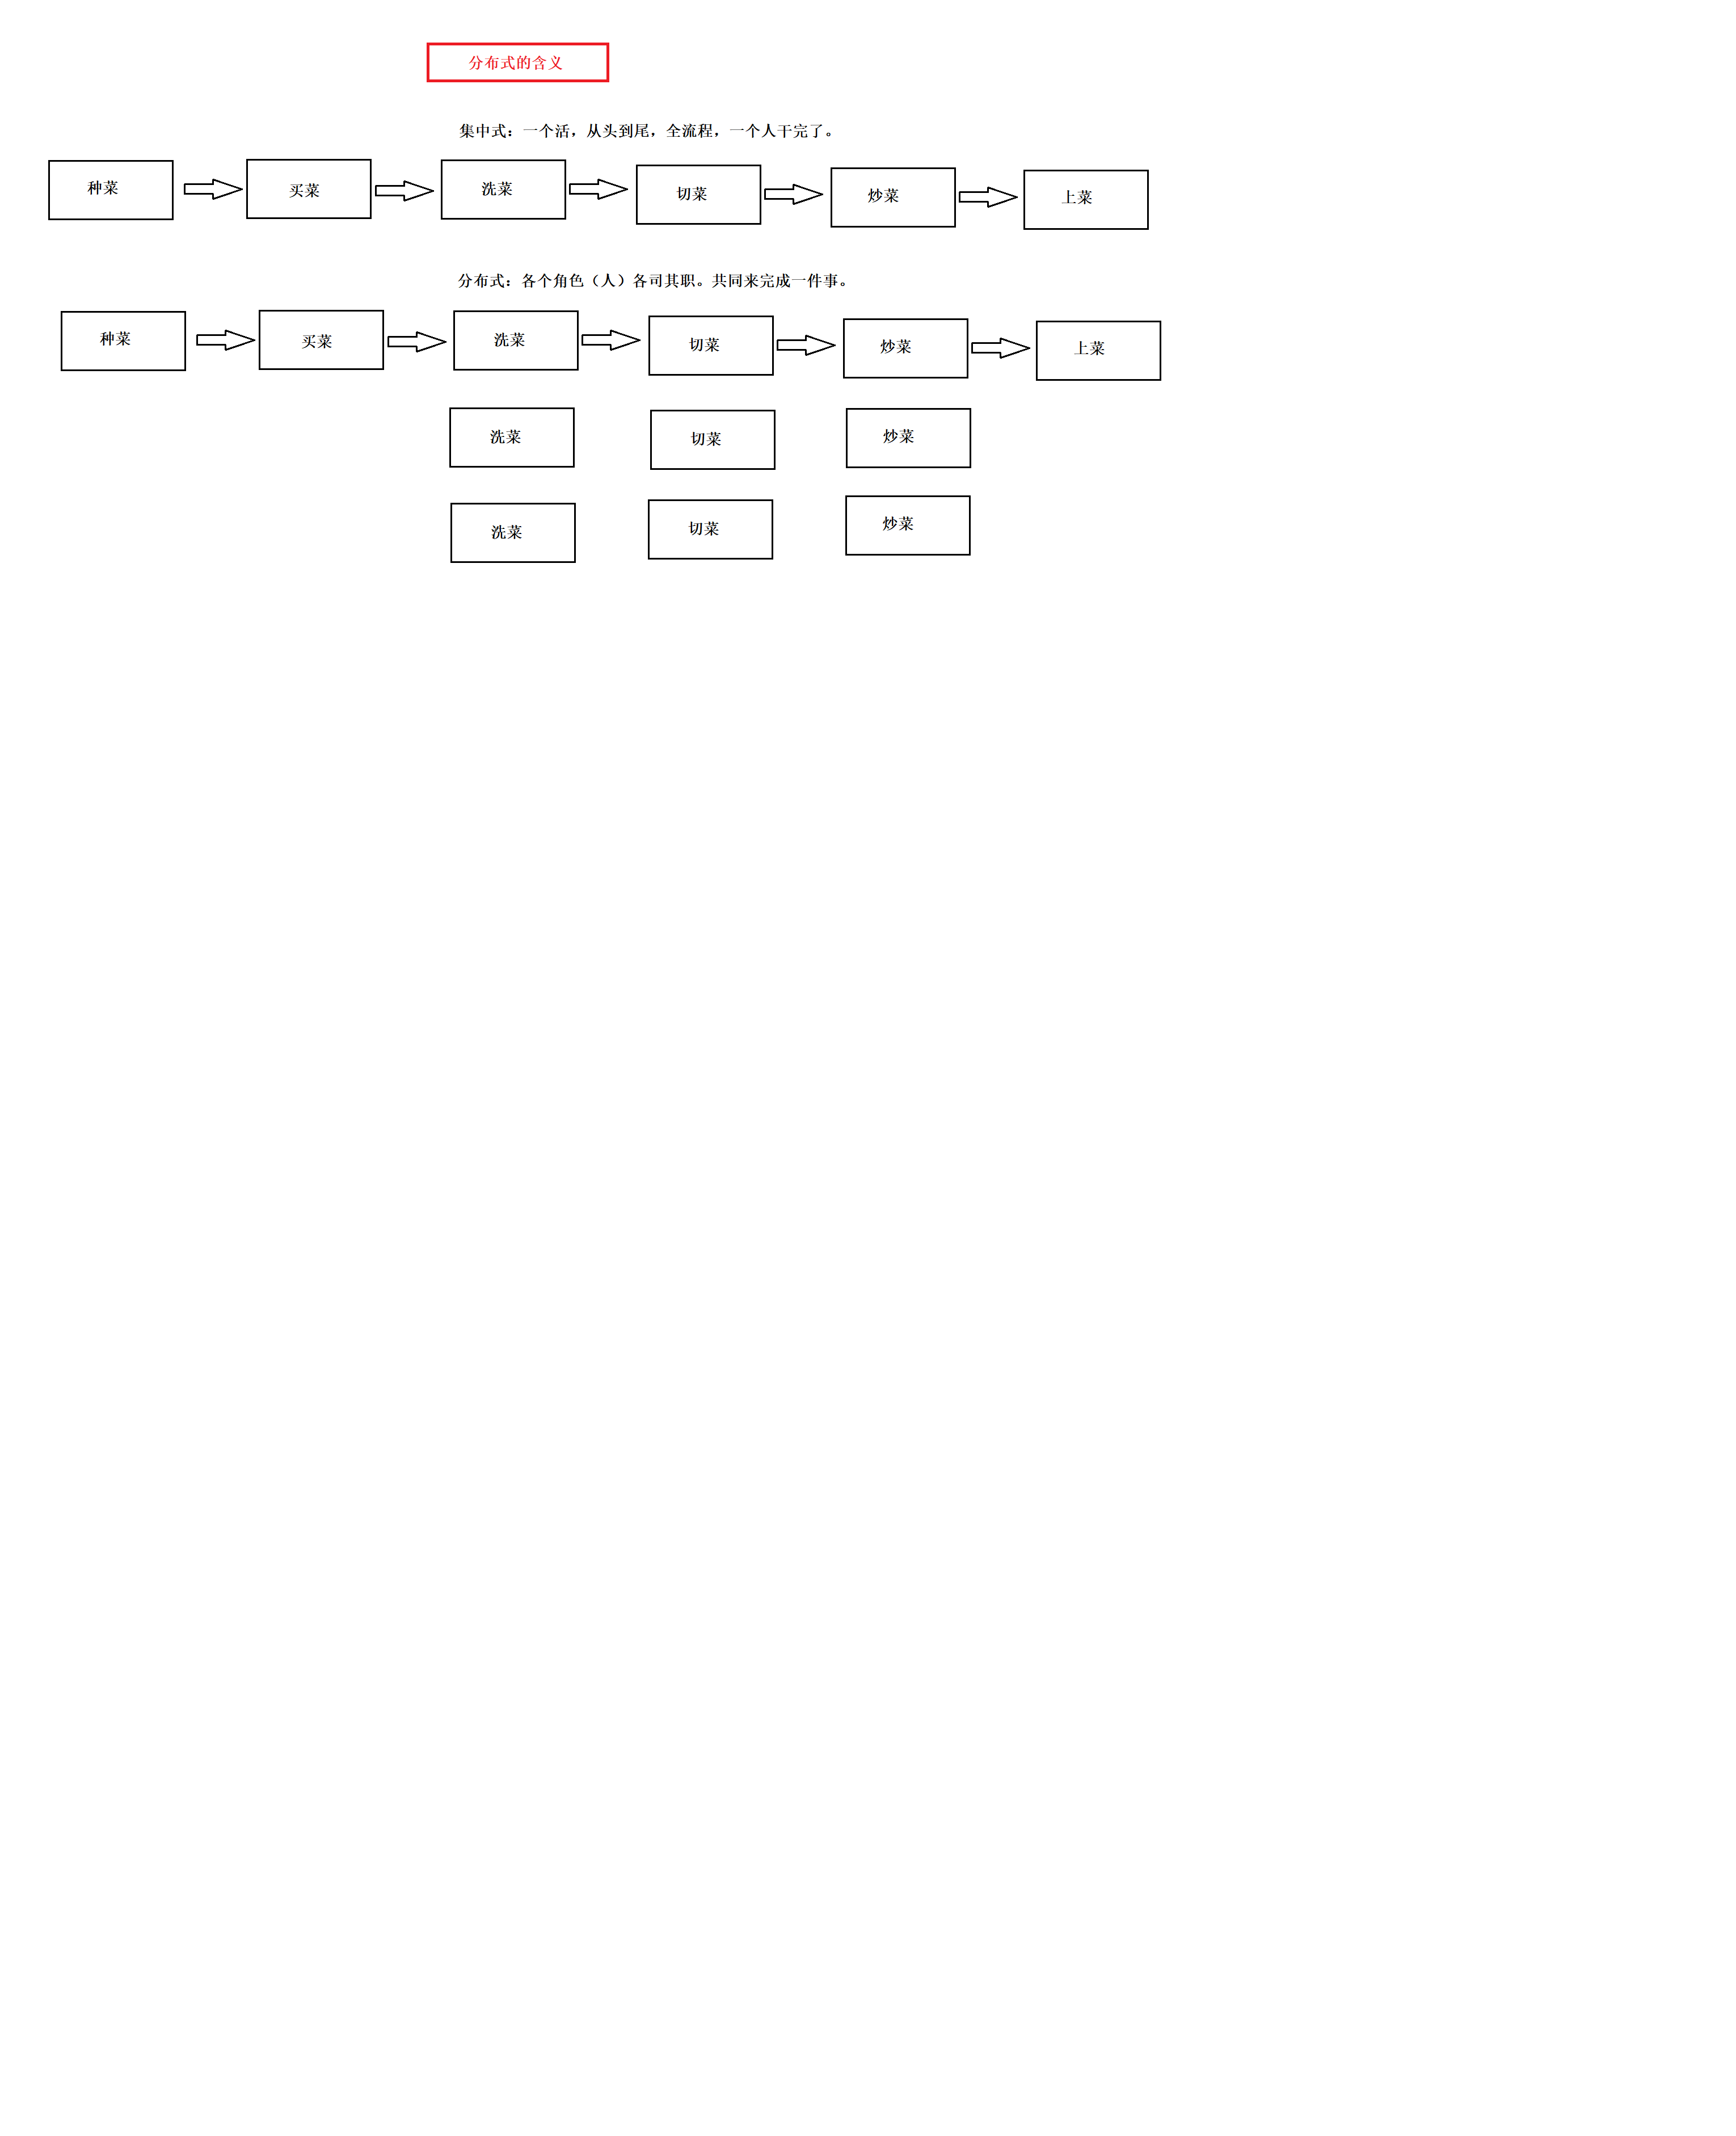 分布式的含义
集中式：一个活，从头到尾，全流程，一个人干完了。
种菜
买菜
洗菜
切菜
炒菜
上菜
分布式：各个角色（人）各司其职。共同来完成一件事。
种菜
买菜
洗菜
切菜
炒菜
上菜
洗菜
切菜
炒菜
洗菜
切菜
炒菜